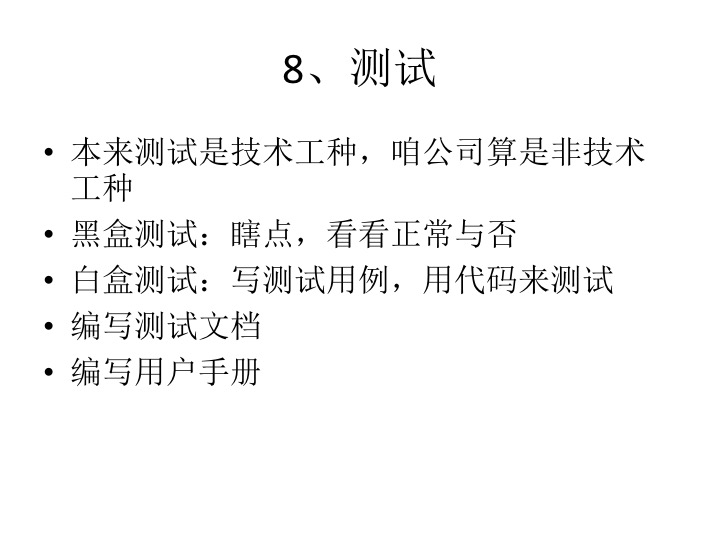 8、测试
• 本来测试是技术工种，咱公司算是非技术
工种
• 黑盒测试：瞎点，看看正常与否
• 白盒测试：写测试用例，用代码来测试
• 编写测试文档
• 编写用户手册